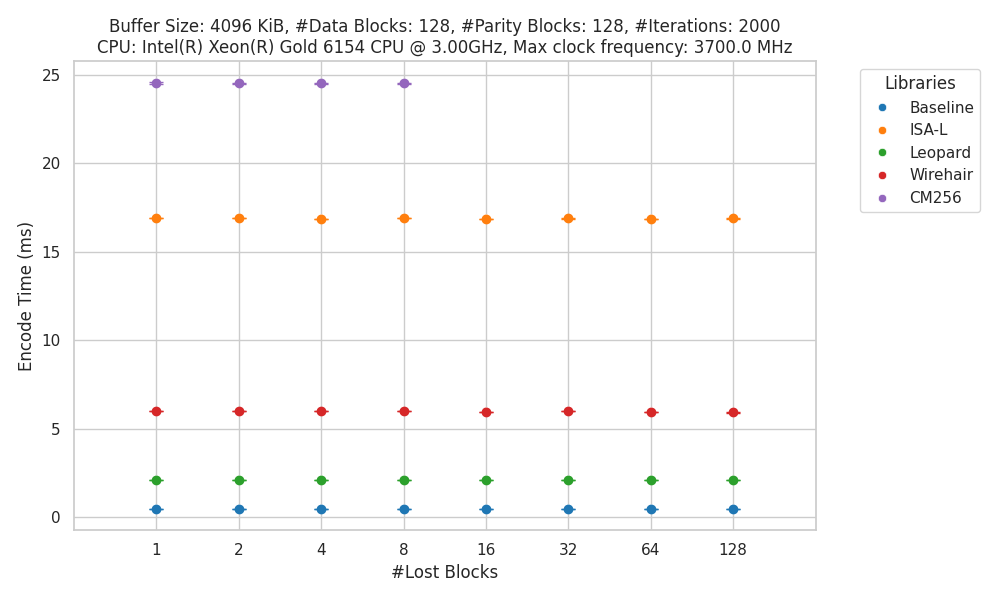 Buffer Size: 4096 KiB, #Data Blocks: 128, #Parity Blocks: 128, #Iterations: 2000
CPU: Intel(R) Xeon(R) Gold 6154 CPU @ 3.00GHz, Max clock frequency: 3700.0 MHz
Encode Time (ms)
25
20
15
10
5
0
1 2 4 8 16 32 64 128
#Lost Blocks
Libraries
Baseline
ISA-L
Leopard
Wirehair
CM256